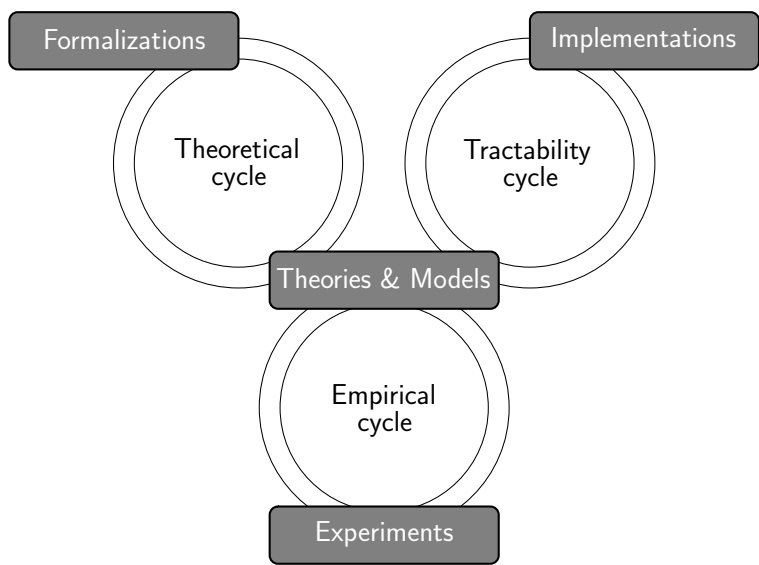 Formalizations
Implementations
Theoretical
cycle
Tractability
cycle
Theories & Models
Empirical
cycle
Experiments